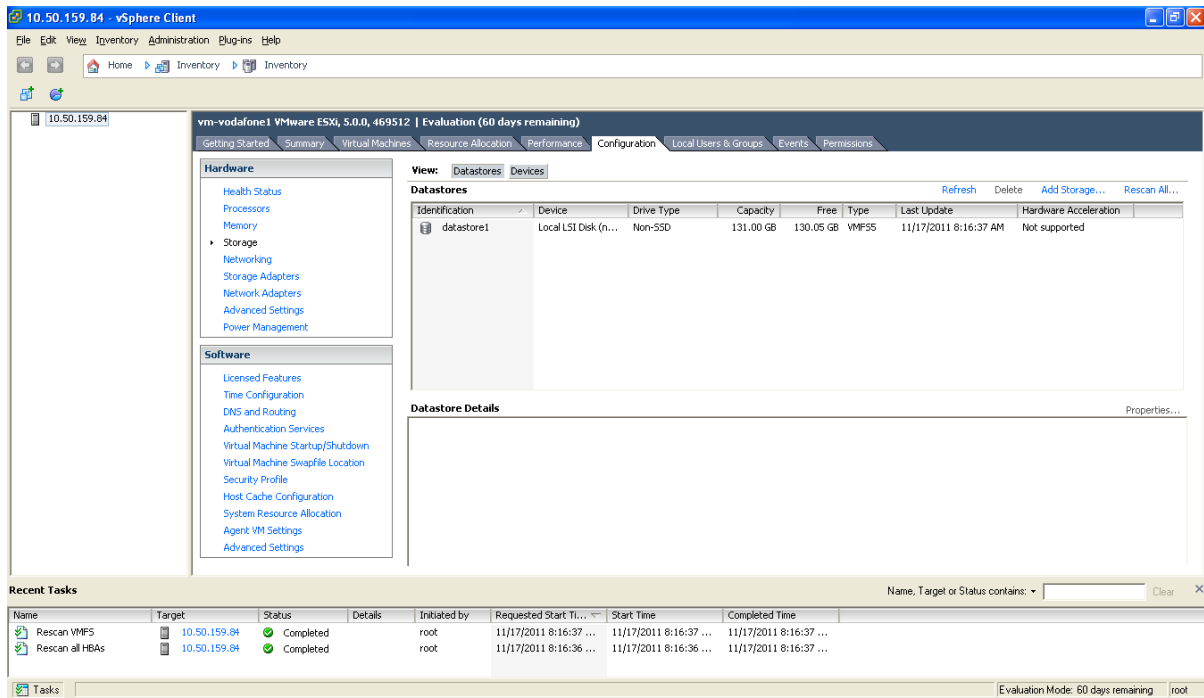 10.50.159.84 - vSphere Client
File Edit View Inventory Administration Plug-ins Help
Home Inventory Inventory
10.50.159.84
vm-vodafone1 VMware ESXi, 5.0.0, 469512 | Evaluation (60 days remaining)
Getting Started Summary Virtual Machines Resource Allocation Performance Configuration Local Users & Groups Events Permissions
Hardware
Health Status
Processors
Memory
Storage
Networking
Storage Adapters
Network Adapters
Advanced Settings
Power Management
Software
Licensed Features
Time Configuration
DNS and Routing
Authentication Services
Virtual Machine Startup/Shutdown
Virtual Machine Swapfile Location
Security Profile
Host Cache Configuration
System Resource Allocation
Agent VM Settings
Advanced Settings
View: Datastores Devices
Datastores Refresh Delete Add Storage... Rescan All...
Identification Device Drive Type Capacity Free Type Last Update Hardware Acceleration
datastore1 Local LSI Disk (n... Non-SSD 131.00 GB 130.05 GB VMFS5 11/17/2011 8:16:37 AM Not supported
Datastore Details Properties...
Recent Tasks Name, Target or Status contains: Clear
Name Target Status Details Initiated by Requested Start Ti... Start Time Completed Time
Rescan VMFS 10.50.159.84 Completed root 11/17/2011 8:16:37 ... 11/17/2011 8:16:37 ... 11/17/2011 8:16:37 ...
Rescan all HBAs 10.50.159.84 Completed root 11/17/2011 8:16:36 ... 11/17/2011 8:16:36 ... 11/17/2011 8:16:37 ...
Tasks Evaluation Mode: 60 days remaining root